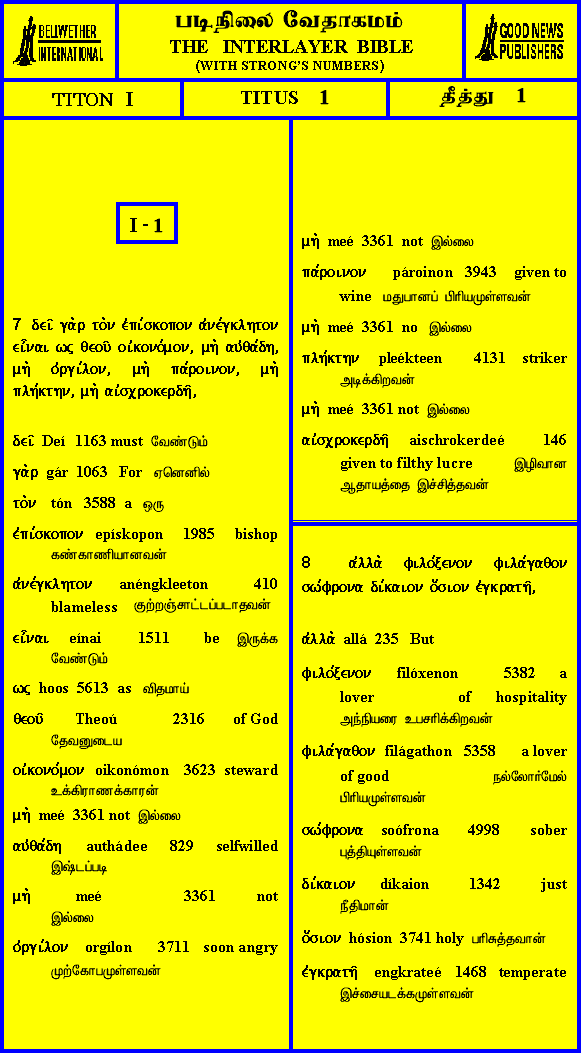 BELLWETHER
INTERNATIONAL
படிநிலை வேதாகமம்
THE INTERLAYER BIBLE
(WITH STRONG'S NUMBERS)
GOOD NEWS
PUBLISHERS
TITON I
TITUS 1
தீத்து 1
I - 1
7 δεῖ γὰρ τὸν ἐπίσκοπον ἀνέγκλητον
εἶναι ως θεοῦ οἰκονόμον, μὴ αὐθάδη,
μὴ ὀργίλον, μὴ πάροινον, μὴ
πλήκτην, μὴ αἰσχροκερδῆ,
δεῖ Deí 1163 must வேண்டும்
γὰρ gár 1063 For ஏனெனில்
τὸν tón 3588 a ஒரு
ἐπίσκοπον epískopon 1985 bishop
கண்காணியானவன்
ἀνέγκλητον anéngkleeton 410
blameless குற்றஞ்சாட்டப்படாதவன்
εἶναι eínai 1511 be இருக்க
வேண்டும்
ως hoos 5613 as விதமாய்
θεοῦ Theoú 2316 of God
தேவனுடைய
οἰκονόμον oikonómon 3623 steward
உக்கிராணக்காரன்
μὴ meé 3361 not இல்லை
αὐθάδη authádee 829 selfwilled
இஷ்டப்படி
μὴ meé 3361 not
இல்லை
ὀργίλον orgílon 3711 soon angry
முற்கோபமுள்ளவன்
μὴ meé 3361 not இல்லை
πάροινον pároinon 3943 given to
wine மதுபானப் பிரியமுள்ளவன்
μὴ meé 3361 no இல்லை
πλήκτην pleékteen 4131 striker
அடிக்கிறவன்
μὴ meé 3361 not இல்லை
αἰσχροκερδῆ aischrokerdeé 146
given to filthy lucre இழிவான
ஆதாயத்தை இச்சித்தவன்
8 ἀλλὰ φιλόξενον φιλάγαθον
σώφρονα δίκαιον ὅσιον ἐγκρατῆ,
ἀλλὰ allá 235 But
φιλόξενον filóxenon 5382 a
lover of hospitality
அந்நியரை உபசரிக்கிறவன்
φιλάγαθον filágathon 5358 a lover
of good நல்லோர்மேல்
பிரியமுள்ளவன்
σώφρονα soófrona 4998 sober
புத்தியுள்ளவன்
δίκαιον díkaion 1342 just
நீதிமான்
ὅσιον hósion 3741 holy பரிசுத்தவான்
ἐγκρατῆ engkrateé 1468 temperate
இச்சையடக்கமுள்ளவன்